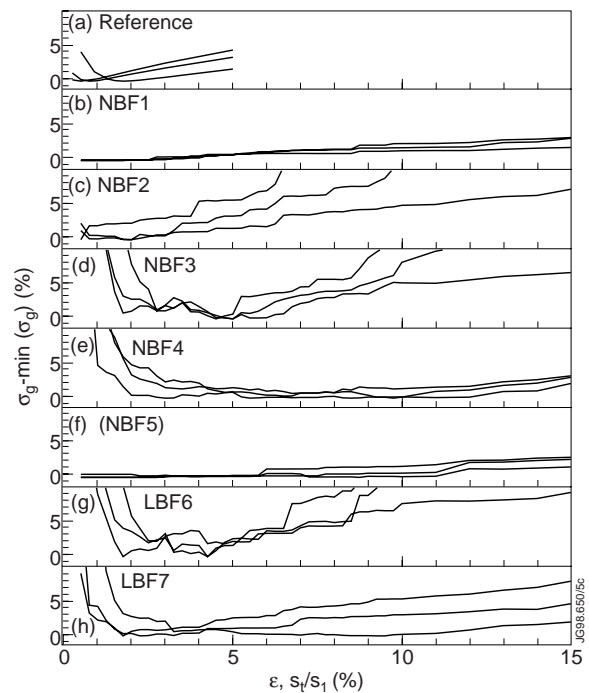 (a) Reference
5
0
(b) NBF1
5
0
(c) NBF2
5
0
(d) NBF3
5
0
(e) NBF4
5
0
(f) (NBF5)
5
0
(g) LBF6
5
0
(h) LBF7
5
0
σg-min (σg) (%)
0 5 10 15
ε, st/s1 (%)
JG98.650/5c